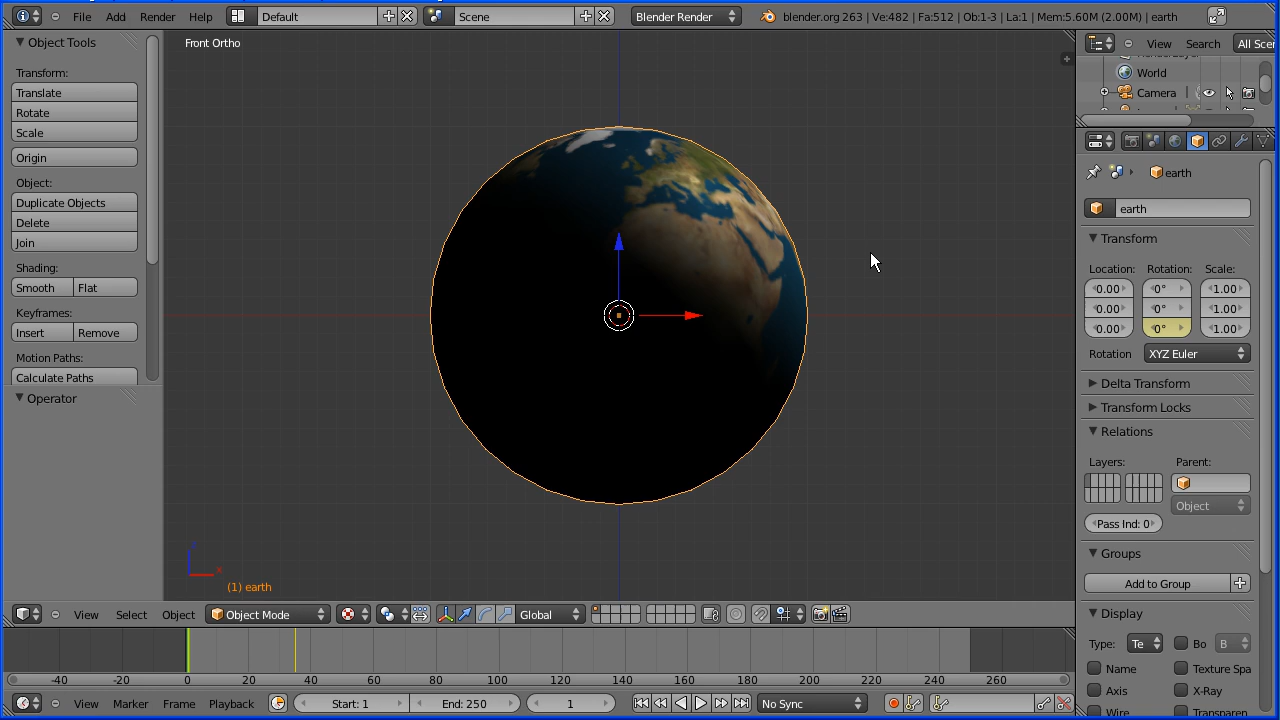 File Add Render Help Default Scene Blender Render blender.org 263 | Ve:482 | Fa:512 | Ob:1-3 | La:1 | Mem:5.60M (2.00M) | earth
Object Tools
Transform:
Translate
Rotate
Scale
Origin
Object:
Duplicate Objects
Delete
Join
Shading:
Smooth Flat
Keyframes:
Insert Remove
Motion Paths:
Calculate Paths
Operator
Front Ortho
x
(1) earth
View Search All Scer
World
Camera
earth
earth
Transform
Location: Rotation: Scale:
0.00 0° 1.00
0.00 0° 1.00
0.00 0° 1.00
Rotation XYZ Euler
Delta Transform
Transform Locks
Relations
Layers: Parent:
Object
Pass Ind: 0
Groups
Add to Group
Display
Type: Te Bo B
Name Texture Spa
Axis X-Ray
Wire Transparen
View Select Object Object Mode Global
-40 -20 0 20 40 60 80 100 120 140 160 180 200 220 240 260
View Marker Frame Playback Start: 1 End: 250 1 No Sync